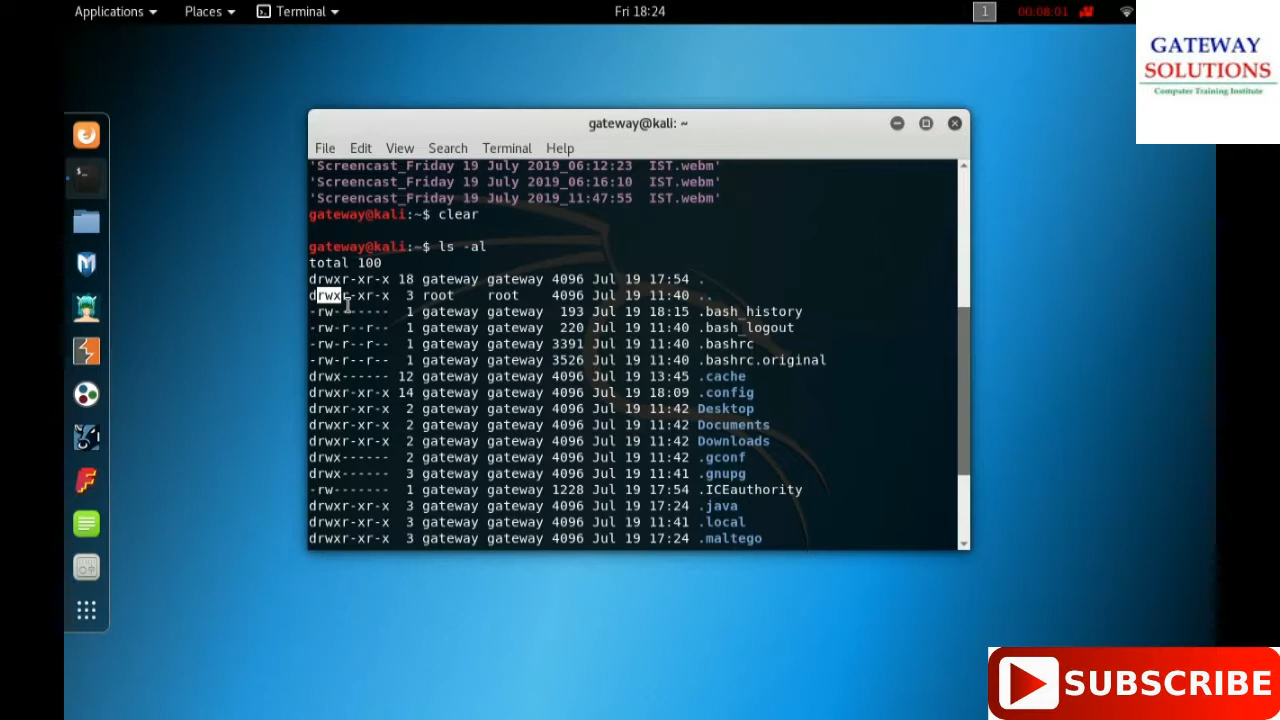 Applications Places Terminal Fri 18:24 1 00:08:01
GATEWAY
SOLUTIONS
Computer Training Institute
gateway@kali: ~
File Edit View Search Terminal Help
'Screencast_Friday 19 July 2019_06:12:23  IST.webm'
'Screencast_Friday 19 July 2019_06:16:10  IST.webm'
'Screencast_Friday 19 July 2019_11:47:55  IST.webm'
gateway@kali:~$ clear
gateway@kali:~$ ls -al
total 100
drwxr-xr-x 18 gateway gateway 4096 Jul 19 17:54 .
drwxr-xr-x  3 root    root    4096 Jul 19 11:40 ..
-rw-------  1 gateway gateway  193 Jul 19 18:15 .bash_history
-rw-r--r--  1 gateway gateway  220 Jul 19 11:40 .bash_logout
-rw-r--r--  1 gateway gateway 3391 Jul 19 11:40 .bashrc
-rw-r--r--  1 gateway gateway 3526 Jul 19 11:40 .bashrc.original
drwx------ 12 gateway gateway 4096 Jul 19 13:45 .cache
drwxr-xr-x 14 gateway gateway 4096 Jul 19 18:09 .config
drwxr-xr-x  2 gateway gateway 4096 Jul 19 11:42 Desktop
drwxr-xr-x  2 gateway gateway 4096 Jul 19 11:42 Documents
drwxr-xr-x  2 gateway gateway 4096 Jul 19 11:42 Downloads
drwx------  2 gateway gateway 4096 Jul 19 11:42 .gconf
drwx------  3 gateway gateway 4096 Jul 19 11:41 .gnupg
-rw-------  1 gateway gateway 1228 Jul 19 17:54 .ICEauthority
drwxr-xr-x  3 gateway gateway 4096 Jul 19 17:24 .java
drwxr-xr-x  3 gateway gateway 4096 Jul 19 11:41 .local
drwxr-xr-x  3 gateway gateway 4096 Jul 19 17:24 .maltego
SUBSCRIBE